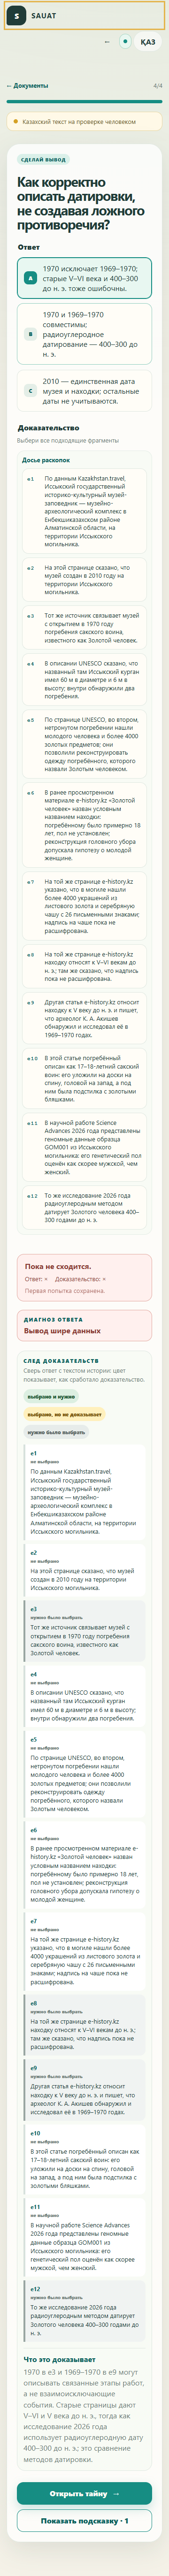 S SAUAT
← ҚАЗ
← Документы 4/4
Казахский текст на проверке человеком
СДЕЛАЙ ВЫВОД
Как корректно
описать датировки,
не создавая ложного
противоречия?
Ответ
A 1970 исключает 1969–1970;
старые V–VI века и 400–300
до н. э. тоже ошибочны.
B 1970 и 1969–1970
совместимы;
радиоуглеродное
датирование — 400–300 до
н. э.
C 2010 — единственная дата
музея и находки; остальные
даты не учитываются.
Доказательство
Выбери все подходящие фрагменты
Досье раскопок
e1 По данным Kazakhstan.travel,
Иссыкский государственный
историко-культурный музей-
заповедник — музейно-
археологический комплекс в
Енбекшиказахском районе
Алматинской области, на
территории Иссыкского
могильника.
e2 На этой странице сказано, что
музей создан в 2010 году на
территории Иссыкского
могильника.
e3 Тот же источник связывает музей
с открытием в 1970 году
погребения сакского воина,
известного как Золотой человек.
e4 В описании UNESCO сказано, что
названный там Иссыкский курган
имел 60 м в диаметре и 6 м в
высоту; внутри обнаружили два
погребения.
e5 По странице UNESCO, во втором,
нетронутом погребении нашли
молодого человека и более 4000
золотых предметов; они
позволили реконструировать
одежду погребённого, которого
назвали Золотым человеком.
e6 В ранее просмотренном
материале e-history.kz «Золотой
человек» назван условным
названием находки:
погребённому было примерно 18
лет, пол не установлен;
реконструкция головного убора
допускала гипотезу о молодой
женщине.
e7 На той же странице e-history.kz
указано, что в могиле нашли
более 4000 украшений из
листового золота и серебряную
чашу с 26 письменными знаками;
надпись на чаше пока не
расшифрована.
e8 На той же странице e-history.kz
находку относят к V–VI векам до
н. э.; там же сказано, что надпись
пока не расшифрована.
e9 Другая статья e-history.kz относит
находку к V веку до н. э. и пишет,
что археолог К. А. Акишев
обнаружил и исследовал её в
1969–1970 годах.
e10 В этой статье погребённый
описан как 17–18-летний сакский
воин: его уложили на доски на
спину, головой на запад, а под
ним была подстилка с золотыми
бляшками.
e11 В научной работе Science
Advances 2026 года представлены
геномные данные образца
GOM001 из Иссыкского
могильника: его генетический пол
оценён как скорее мужской, чем
женский.
e12 То же исследование 2026 года
радиоуглеродным методом
датирует Золотого человека 400–
300 годами до н. э.
Пока не сходится.
Ответ: × Доказательство: ×
Первая попытка сохранена.
ДИАГНОЗ ОТВЕТА
Вывод шире данных
СЛЕД ДОКАЗАТЕЛЬСТВ
Сверь ответ с текстом истории: цвет
показывает, как сработало доказательство.
выбрано и нужно
выбрано, но не доказывает
нужно было выбрать
e1
не выбрано
По данным Kazakhstan.travel,
Иссыкский государственный
историко-культурный музей-
заповедник — музейно-
археологический комплекс в
Енбекшиказахском районе
Алматинской области, на территории
Иссыкского могильника.
e2
не выбрано
На этой странице сказано, что музей
создан в 2010 году на территории
Иссыкского могильника.
e3
нужно было выбрать
Тот же источник связывает музей с
открытием в 1970 году погребения
сакского воина, известного как
Золотой человек.
e4
не выбрано
В описании UNESCO сказано, что
названный там Иссыкский курган имел
60 м в диаметре и 6 м в высоту;
внутри обнаружили два погребения.
e5
не выбрано
По странице UNESCO, во втором,
нетронутом погребении нашли
молодого человека и более 4000
золотых предметов; они позволили
реконструировать одежду
погребённого, которого назвали
Золотым человеком.
e6
не выбрано
В ранее просмотренном материале e-
history.kz «Золотой человек» назван
условным названием находки:
погребённому было примерно 18 лет,
пол не установлен; реконструкция
головного убора допускала гипотезу о
молодой женщине.
e7
не выбрано
На той же странице e-history.kz
указано, что в могиле нашли более
4000 украшений из листового золота и
серебряную чашу с 26 письменными
знаками; надпись на чаше пока не
расшифрована.
e8
нужно было выбрать
На той же странице e-history.kz
находку относят к V–VI векам до н. э.;
там же сказано, что надпись пока не
расшифрована.
e9
нужно было выбрать
Другая статья e-history.kz относит
находку к V веку до н. э. и пишет, что
археолог К. А. Акишев обнаружил и
исследовал её в 1969–1970 годах.
e10
не выбрано
В этой статье погребённый описан как
17–18-летний сакский воин: его
уложили на доски на спину, головой
на запад, а под ним была подстилка с
золотыми бляшками.
e11
не выбрано
В научной работе Science Advances
2026 года представлены геномные
данные образца GOM001 из
Иссыкского могильника: его
генетический пол оценён как скорее
мужской, чем женский.
e12
нужно было выбрать
То же исследование 2026 года
радиоуглеродным методом датирует
Золотого человека 400–300 годами до
н. э.
Что это доказывает
1970 в e3 и 1969–1970 в e9 могут
описывать связанные этапы работ,
а не взаимоисключающие
события. Старые страницы дают
V–VI и V века до н. э., тогда как
исследование 2026 года
использует радиоуглеродную дату
400–300 до н. э.; это сравнение
методов датировки.
Открыть тайну →
Показать подсказку · 1